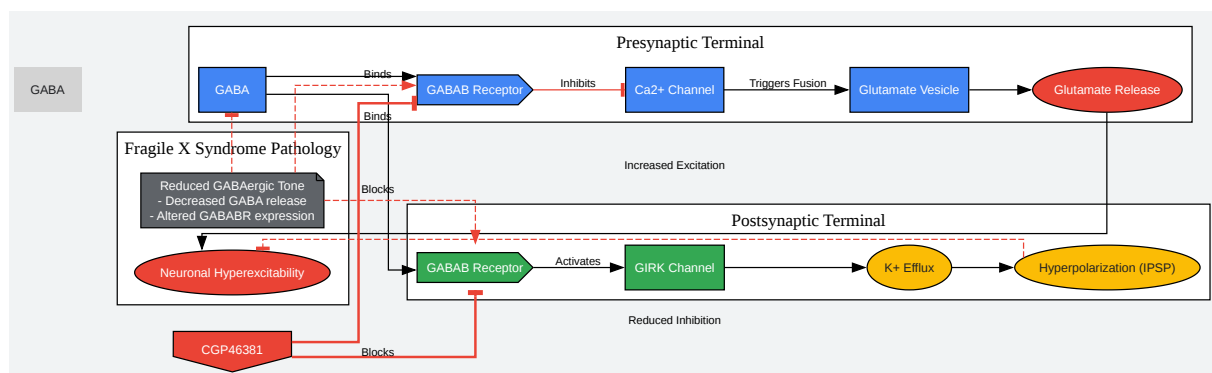 Presynaptic Terminal
GABA
GABA
Binds
GABAB Receptor
Inhibits
Ca2+ Channel
Triggers Fusion
Glutamate Vesicle
Glutamate Release
Binds
Fragile X Syndrome Pathology
Increased Excitation
Reduced GABAergic Tone
- Decreased GABA release
- Altered GABABR expression
Blocks
Postsynaptic Terminal
Neuronal Hyperexcitability
GABAB Receptor
Activates
GIRK Channel
K+ Efflux
Hyperpolarization (IPSP)
Reduced Inhibition
CGP46381
Blocks